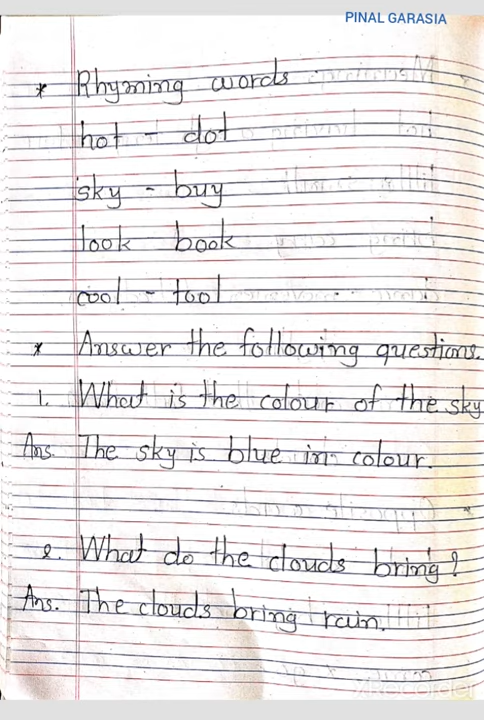 PINAL GARASIA
* Rhyming words
hot - dot
sky - buy
look book
cool - tool
* Answer the following questions.
1. What is the colour of the sky
Ans. The sky is blue in colour.
2. What do the clouds bring?
Ans. The clouds bring rain.